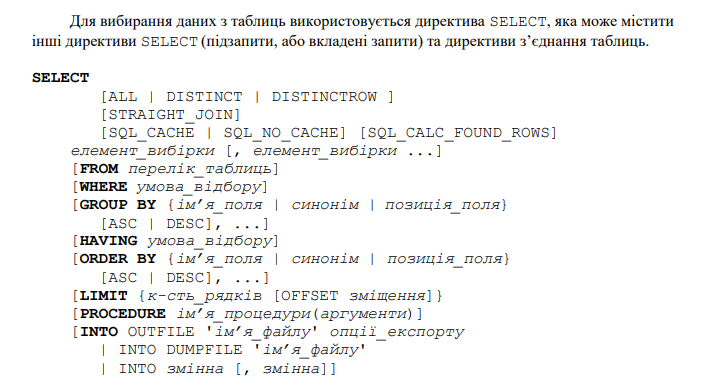 Для вибирання даних з таблиць використовується директива SELECT, яка може містити
інші директиви SELECT (підзапити, або вкладені запити) та директиви з’єднання таблиць.
SELECT
[ALL | DISTINCT | DISTINCTROW ]
[STRAIGHT_JOIN]
[SQL_CACHE | SQL_NO_CACHE] [SQL_CALC_FOUND_ROWS]
елемент_вибірки [, елемент_вибірки ...]
[FROM перелік_таблиць]
[WHERE умова_відбору]
[GROUP BY {ім’я_поля | синонім | позиція_поля}
[ASC | DESC], ...]
[HAVING умова_відбору]
[ORDER BY {ім’я_поля | синонім | позиція_поля}
[ASC | DESC], ...]
[LIMIT {к-сть_рядків [OFFSET зміщення]}
[PROCEDURE ім’я_процедури(аргументи)]
[INTO OUTFILE 'ім’я_файлу' опції_експорту
| INTO DUMPFILE 'ім’я_файлу'
| INTO змінна [, змінна]]